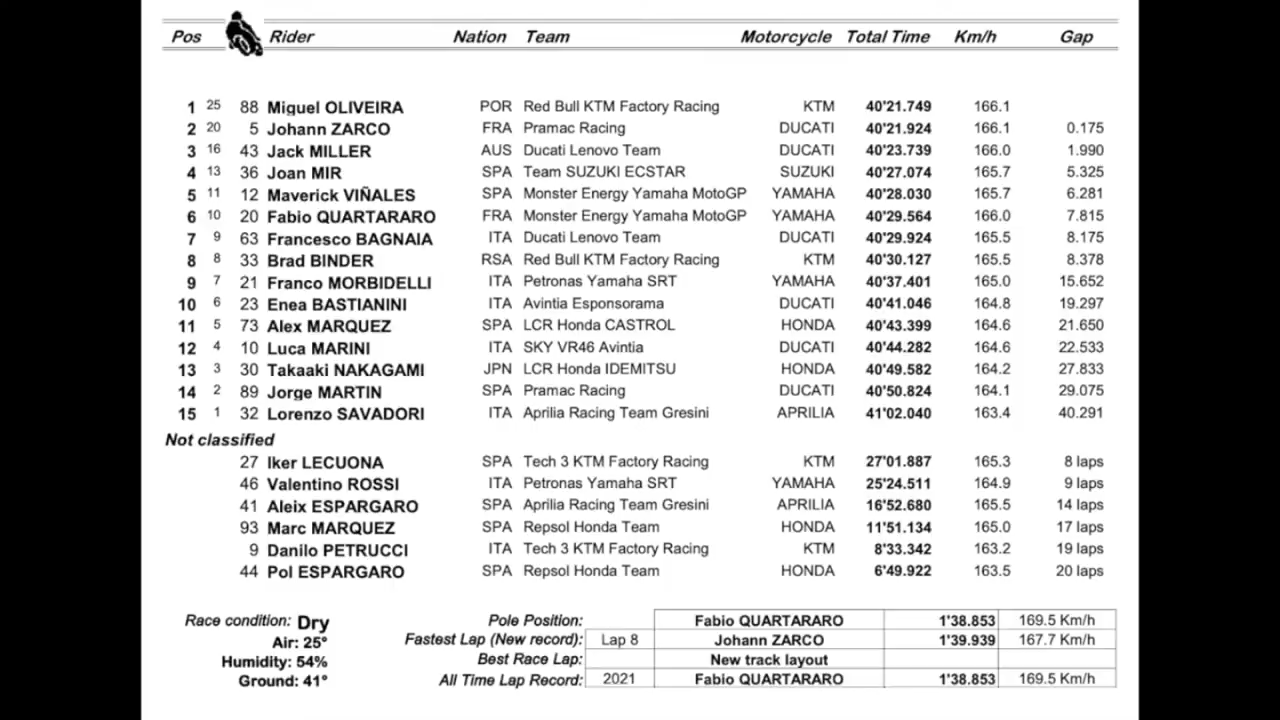 Pos Rider Nation Team Motorcycle Total Time Km/h Gap
1 25 88 Miguel OLIVEIRA POR Red Bull KTM Factory Racing KTM 40'21.749 166.1
2 20 5 Johann ZARCO FRA Pramac Racing DUCATI 40'21.924 166.1 0.175
3 16 43 Jack MILLER AUS Ducati Lenovo Team DUCATI 40'23.739 166.0 1.990
4 13 36 Joan MIR SPA Team SUZUKI ECSTAR SUZUKI 40'27.074 165.7 5.325
5 11 12 Maverick VIÑALES SPA Monster Energy Yamaha MotoGP YAMAHA 40'28.030 165.7 6.281
6 10 20 Fabio QUARTARARO FRA Monster Energy Yamaha MotoGP YAMAHA 40'29.564 166.0 7.815
7 9 63 Francesco BAGNAIA ITA Ducati Lenovo Team DUCATI 40'29.924 165.5 8.175
8 8 33 Brad BINDER RSA Red Bull KTM Factory Racing KTM 40'30.127 165.5 8.378
9 7 21 Franco MORBIDELLI ITA Petronas Yamaha SRT YAMAHA 40'37.401 165.0 15.652
10 6 23 Enea BASTIANINI ITA Avintia Esponsorama DUCATI 40'41.046 164.8 19.297
11 5 73 Alex MARQUEZ SPA LCR Honda CASTROL HONDA 40'43.399 164.6 21.650
12 4 10 Luca MARINI ITA SKY VR46 Avintia DUCATI 40'44.282 164.6 22.533
13 3 30 Takaaki NAKAGAMI JPN LCR Honda IDEMITSU HONDA 40'49.582 164.2 27.833
14 2 89 Jorge MARTIN SPA Pramac Racing DUCATI 40'50.824 164.1 29.075
15 1 32 Lorenzo SAVADORI ITA Aprilia Racing Team Gresini APRILIA 41'02.040 163.4 40.291
Not classified
27 Iker LECUONA SPA Tech 3 KTM Factory Racing KTM 27'01.887 165.3 8 laps
46 Valentino ROSSI ITA Petronas Yamaha SRT YAMAHA 25'24.511 164.9 9 laps
41 Aleix ESPARGARO SPA Aprilia Racing Team Gresini APRILIA 16'52.680 165.5 14 laps
93 Marc MARQUEZ SPA Repsol Honda Team HONDA 11'51.134 165.0 17 laps
9 Danilo PETRUCCI ITA Tech 3 KTM Factory Racing KTM 8'33.342 163.2 19 laps
44 Pol ESPARGARO SPA Repsol Honda Team HONDA 6'49.922 163.5 20 laps
Race condition: Dry Pole Position: Fabio QUARTARARO 1'38.853 169.5 Km/h
Air: 25° Fastest Lap (New record): Lap 8 Johann ZARCO 1'39.939 167.7 Km/h
Humidity: 54% Best Race Lap: New track layout
Ground: 41° All Time Lap Record: 2021 Fabio QUARTARARO 1'38.853 169.5 Km/h